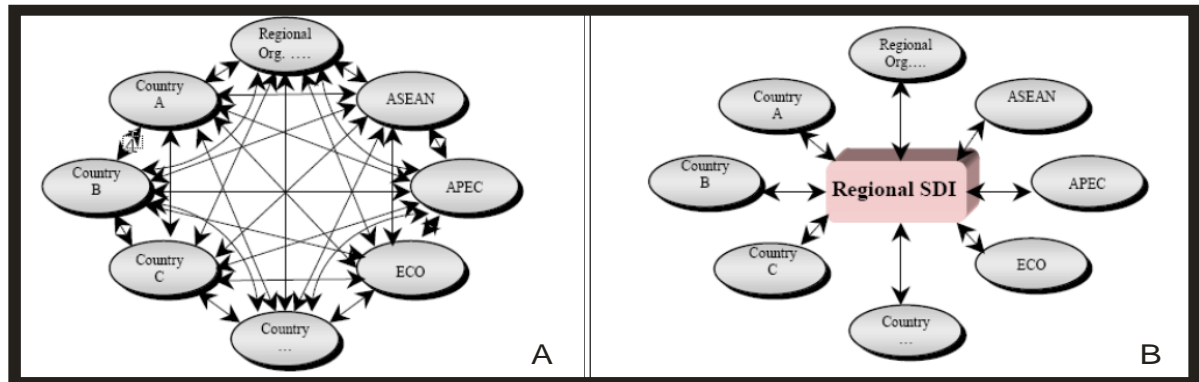 Regional
Org. ....
Country
A
ASEAN
Country
B
APEC
Country
C
ECO
Country
...
A
Regional
Org....
Country
A
ASEAN
Country
B
Regional SDI
APEC
Country
C
ECO
Country
...
B